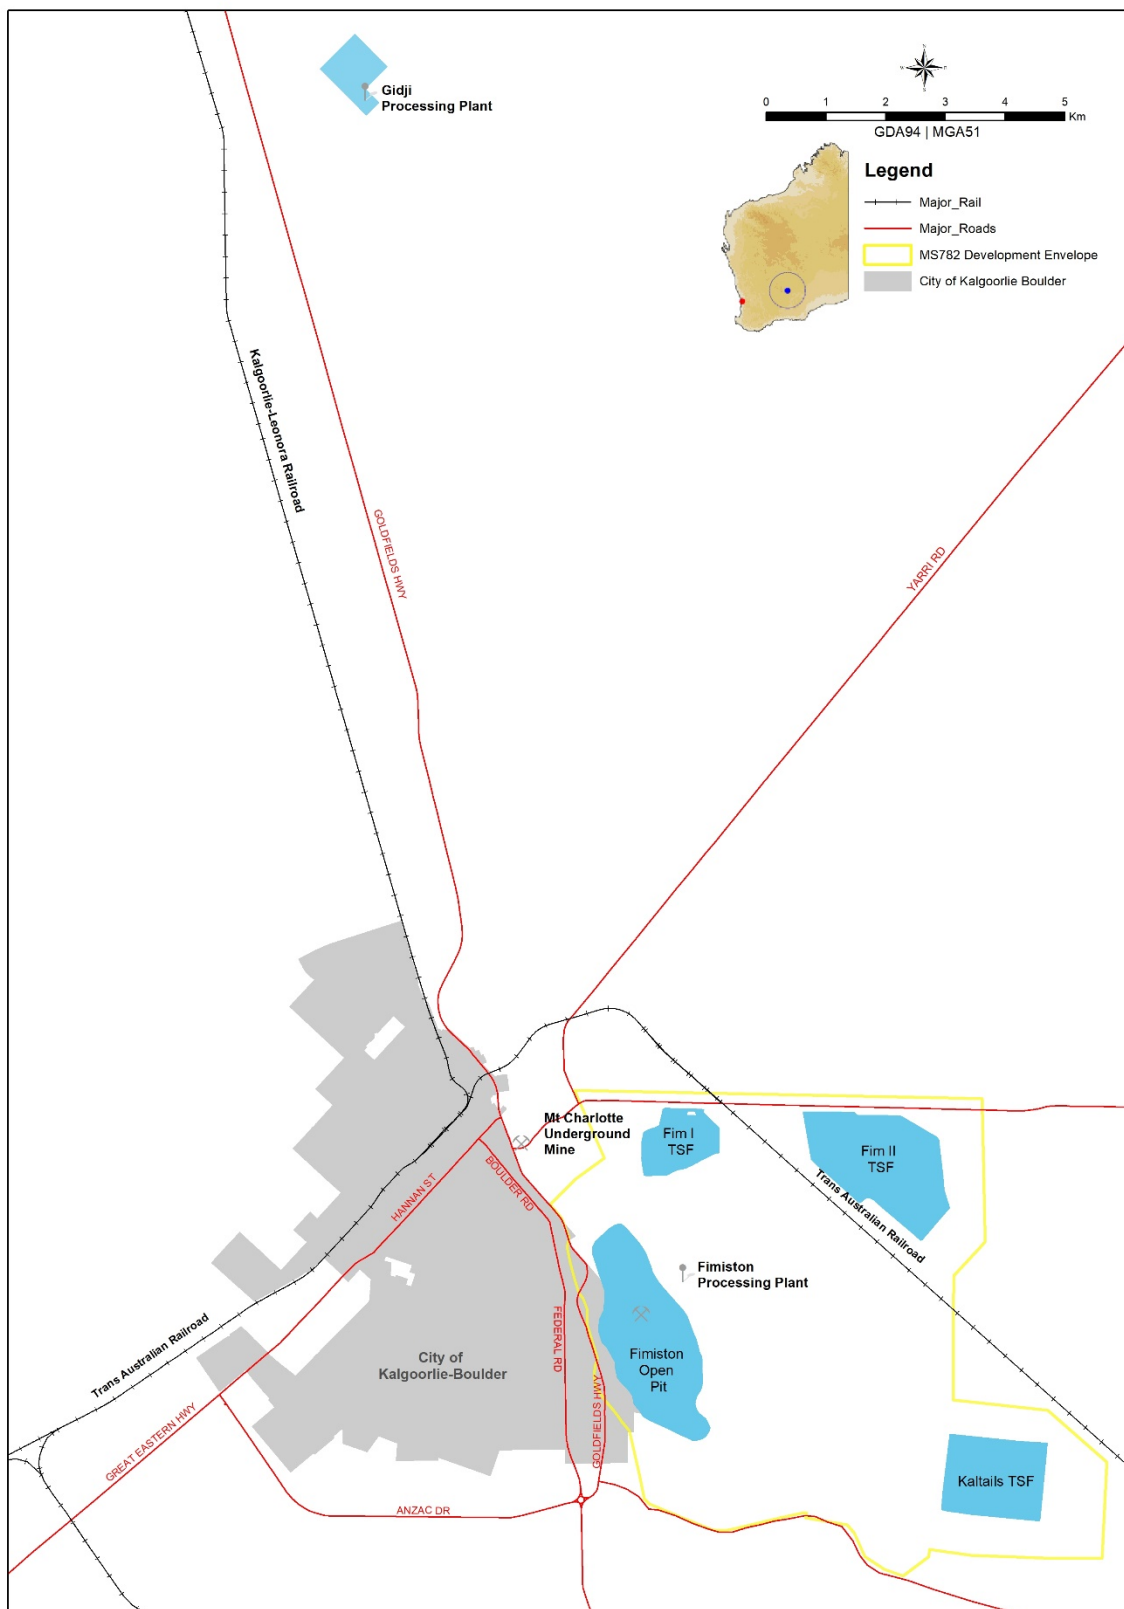 Gidji
Processing Plant
N
W
E
S
0 1 2 3 4 5
Km
GDA94 | MGA51
Legend
Major_Rail
Major_Roads
MS782 Development Envelope
City of Kalgoorlie Boulder
Kalgoorlie-Leonora Railroad
GOLDFIELDS HWY
YARRI RD
Mt Charlotte
Underground
Mine
Fim I
TSF
Fim II
TSF
HANNAN ST
BOULDER RD
Trans Australian Railroad
Fimiston
Processing Plant
FEDERAL RD
Trans Australian Railroad
City of
Kalgoorlie-Boulder
Fimiston
Open
Pit
GOLDFIELDS HWY
GREAT EASTERN HWY
Kaltails TSF
ANZAC DR